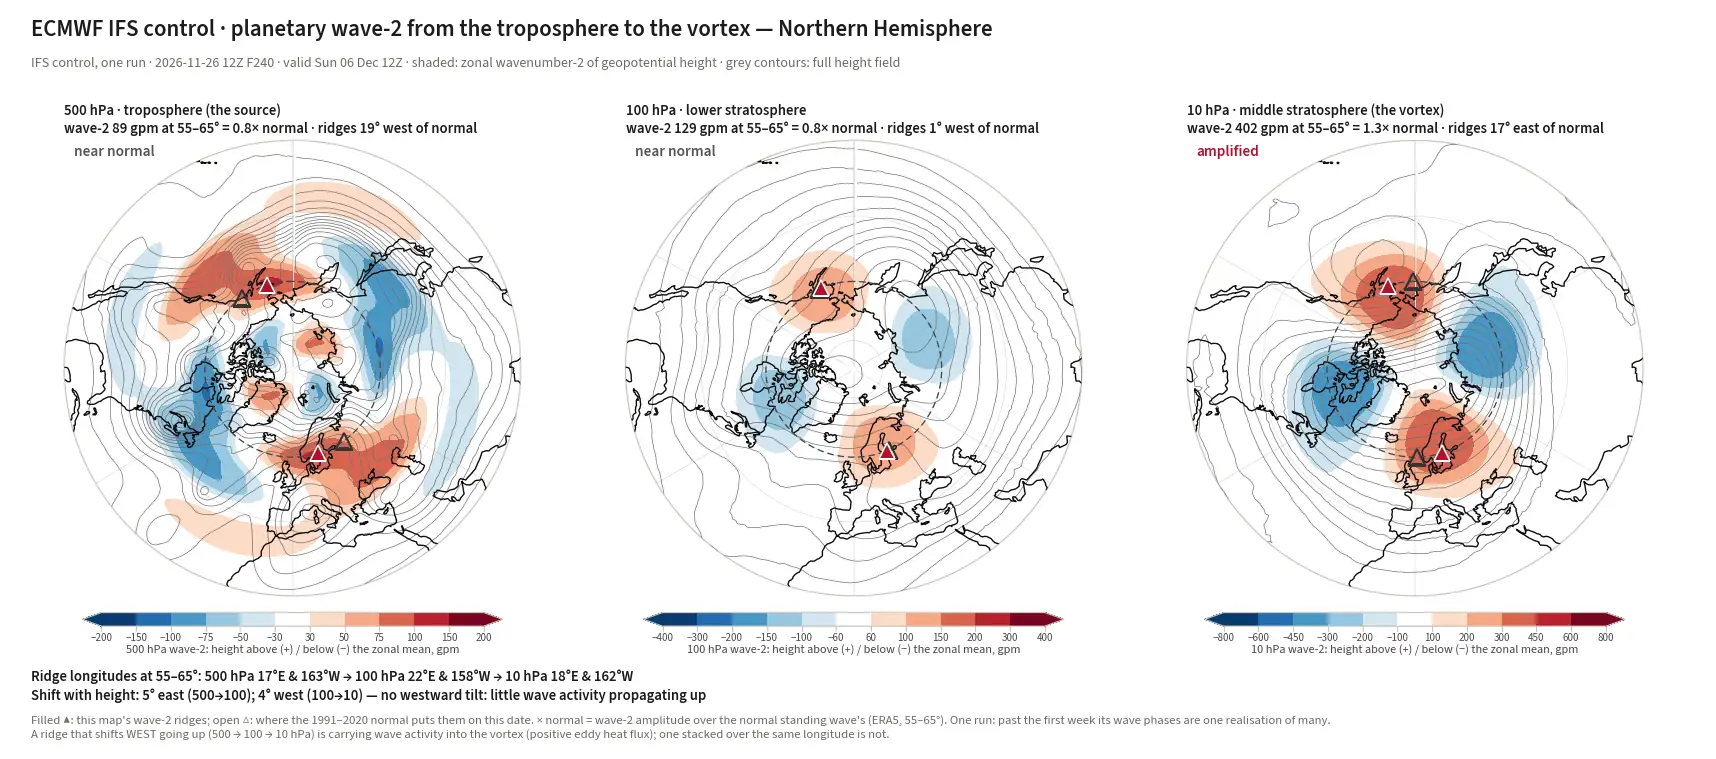 ECMWF IFS control · planetary wave-2 from the troposphere to the vortex — Northern Hemisphere
IFS control, one run · 2026-11-26 12Z F240 · valid Sun 06 Dec 12Z · shaded: zonal wavenumber-2 of geopotential height · grey contours: full height field
500 hPa · troposphere (the source)
wave-2 89 gpm at 55–65° = 0.8× normal · ridges 19° west of normal
near normal
100 hPa · lower stratosphere
wave-2 129 gpm at 55–65° = 0.8× normal · ridges 1° west of normal
near normal
10 hPa · middle stratosphere (the vortex)
wave-2 402 gpm at 55–65° = 1.3× normal · ridges 17° east of normal
amplified
−200 −150 −100 −75 −50 −30 30 50 75 100 150 200
500 hPa wave-2: height above (+) / below (−) the zonal mean, gpm
−400 −300 −200 −150 −100 −60 60 100 150 200 300 400
100 hPa wave-2: height above (+) / below (−) the zonal mean, gpm
−800 −600 −450 −300 −200 −100 100 200 300 450 600 800
10 hPa wave-2: height above (+) / below (−) the zonal mean, gpm
Ridge longitudes at 55–65°: 500 hPa 17°E & 163°W → 100 hPa 22°E & 158°W → 10 hPa 18°E & 162°W
Shift with height: 5° east (500→100); 4° west (100→10) — no westward tilt: little wave activity propagating up
Filled ▲: this map's wave-2 ridges; open △: where the 1991–2020 normal puts them on this date. × normal = wave-2 amplitude over the normal standing wave's (ERA5, 55–65°). One run: past the first week its wave phases are one realisation of many.
A ridge that shifts WEST going up (500 → 100 → 10 hPa) is carrying wave activity into the vortex (positive eddy heat flux); one stacked over the same longitude is not.